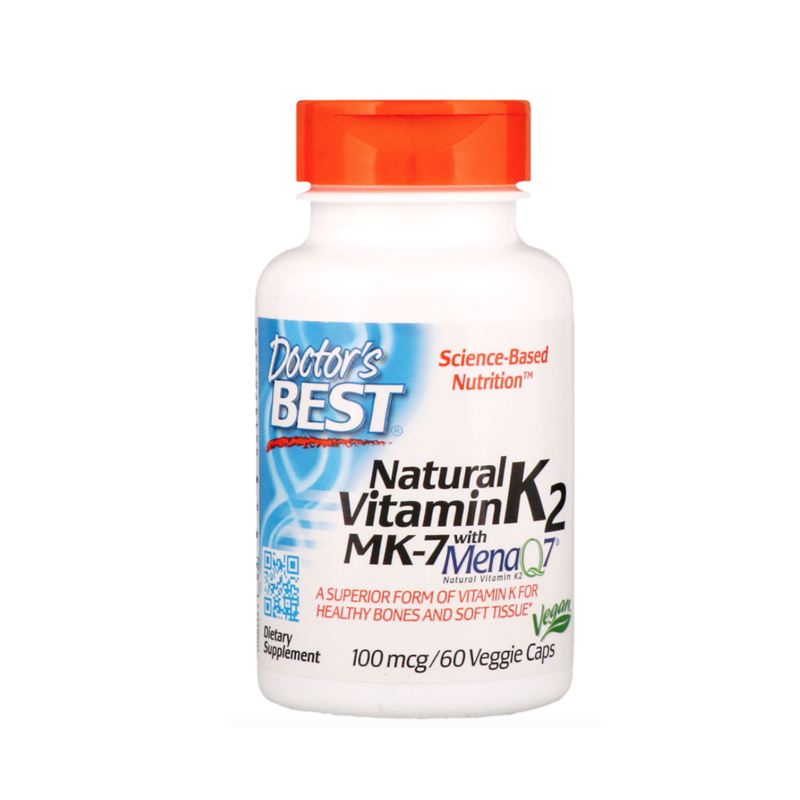 Doctor's
BEST®
Science-Based
Nutrition™
Natural
Vitamin K2
MK-7 with
MenaQ7®
Natural Vitamin K2
A SUPERIOR FORM OF VITAMIN K FOR
HEALTHY BONES AND SOFT TISSUE*
Vegan
Dietary
Supplement
100 mcg/60 Veggie Caps